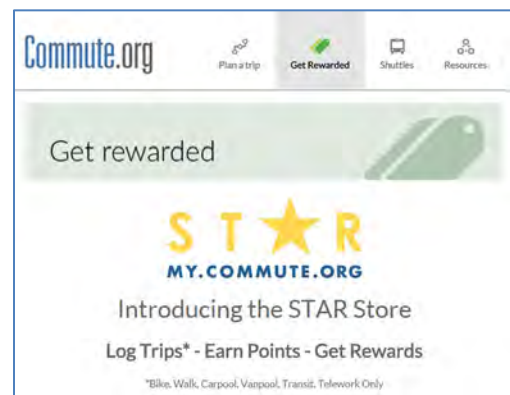 Commute.org
Plan a trip
Get Rewarded
Shuttles
Resources
Get rewarded
STAR
MY.COMMUTE.ORG
Introducing the STAR Store
Log Trips* - Earn Points - Get Rewards
*Bike, Walk, Carpool, Vanpool, Transit, Telework Only